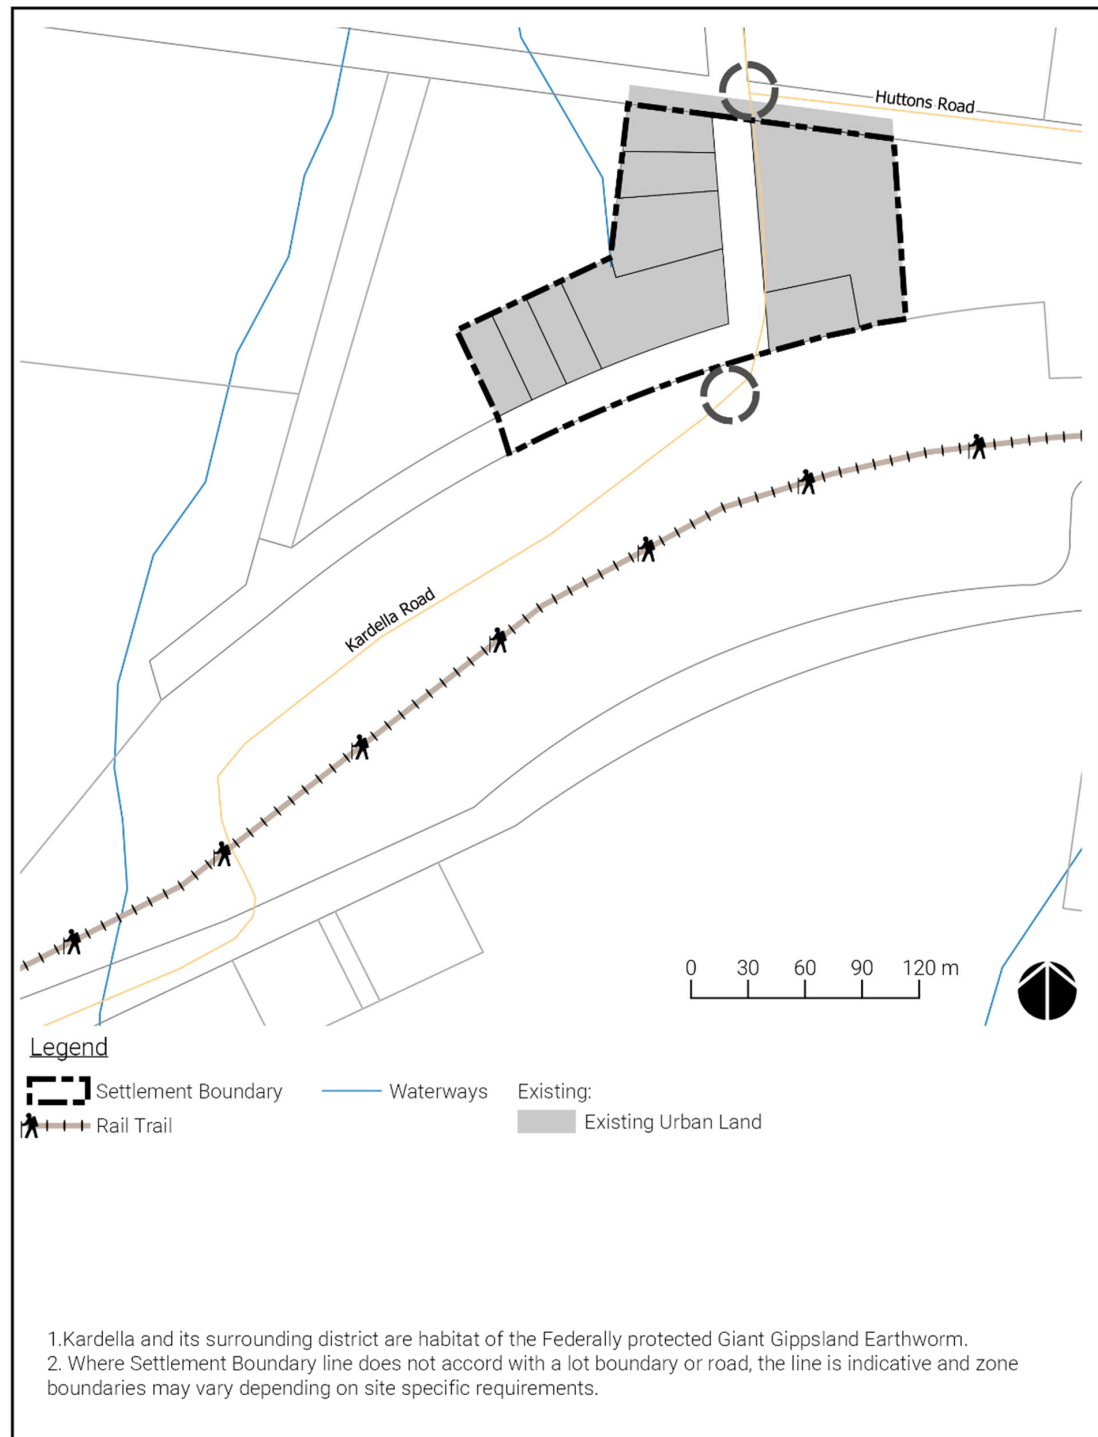 Huttons Road
Kardella Road
0 30 60 90 120 m
Legend
Settlement Boundary
Waterways
Existing:
Rail Trail
Existing Urban Land
1.Kardella and its surrounding district are habitat of the Federally protected Giant Gippsland Earthworm.
2. Where Settlement Boundary line does not accord with a lot boundary or road, the line is indicative and zone
boundaries may vary depending on site specific requirements.